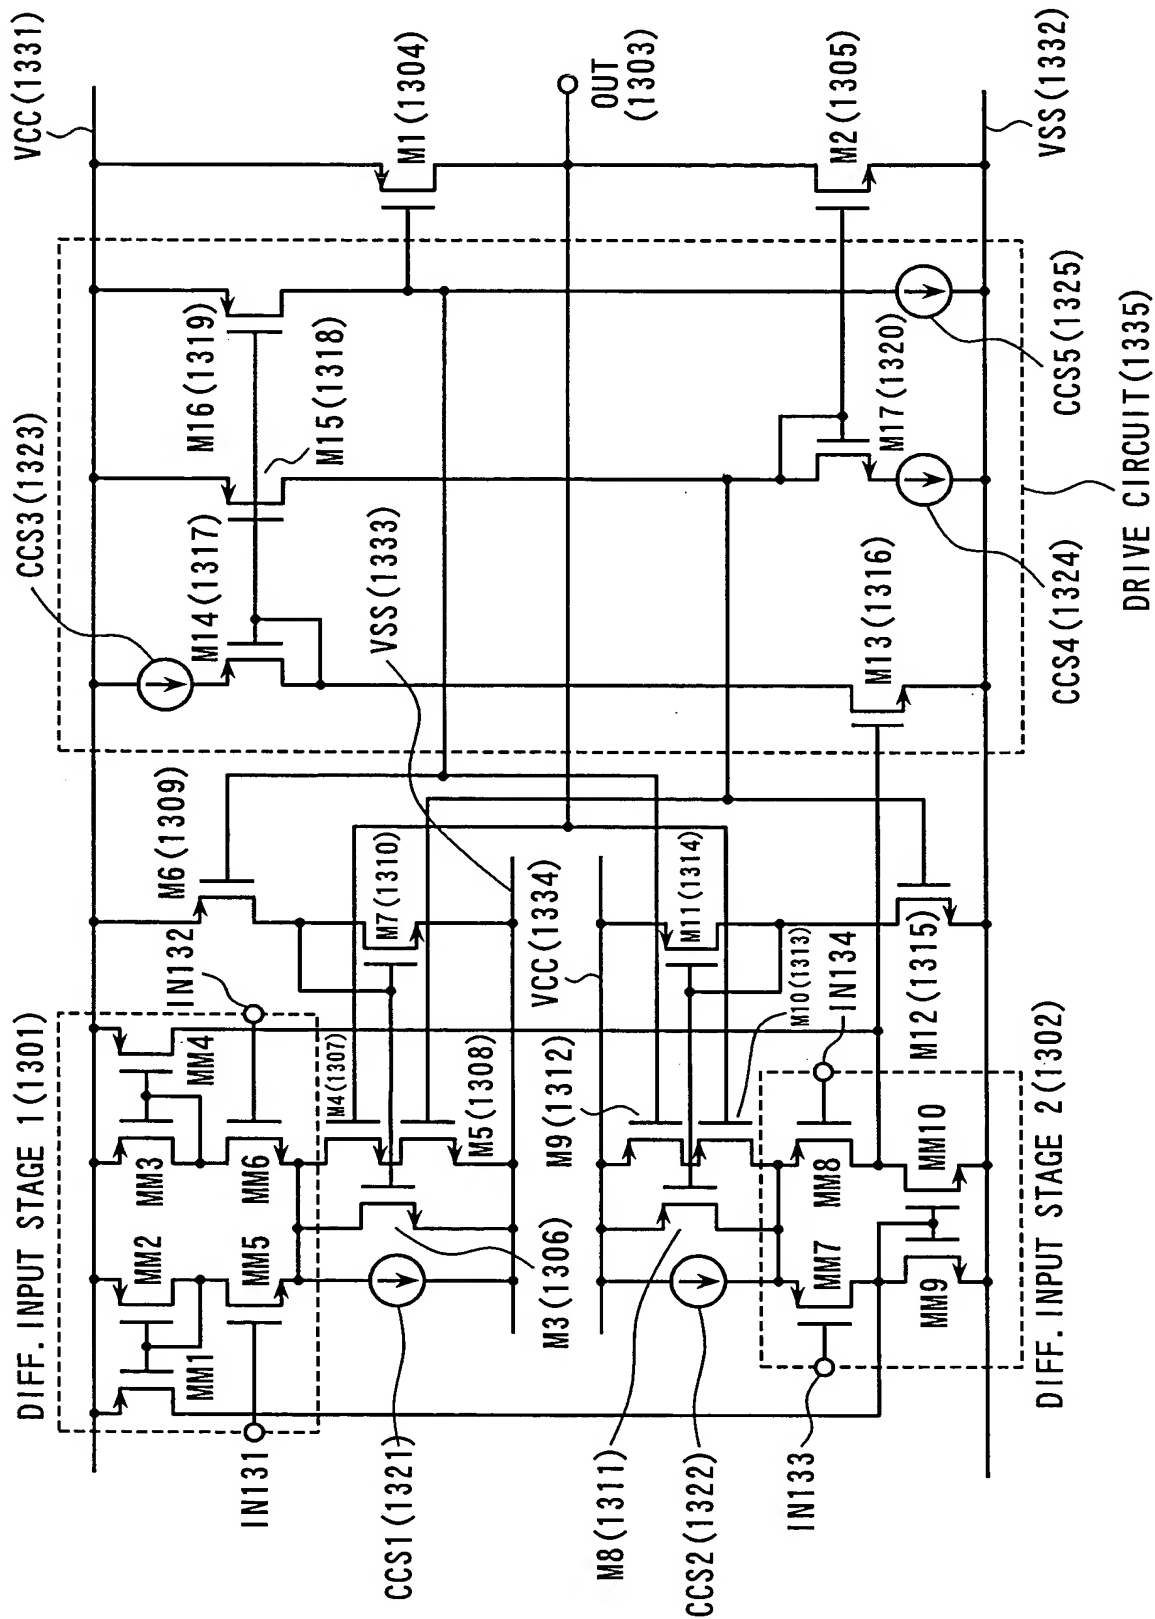 VCC(1331)
M1(1304)
OUT
(1303)
M2(1305)
VSS(1332)
CCS3(1323)
M16(1319)
M15(1318)
M14(1317)
VSS(1333)
M17(1320)
M13(1316)
CCS5(1325)
CCS4(1324)
DRIVE CIRCUIT(1335)
M6(1309)
IN132
M7(1310)
VCC(1334)
M11(1314)
M10(1313)
IN134
M12(1315)
DIFF. INPUT STAGE 1(1301)
MM4
MM3
MM6
MM2
MM5
MM1
IN131
M4(1307)
M5(1308)
M3(1306)
CCS1(1321)
M9(1312)
M8(1311)
CCS2(1322)
MM8
MM10
MM7
MM9
IN133
DIFF. INPUT STAGE 2(1302)